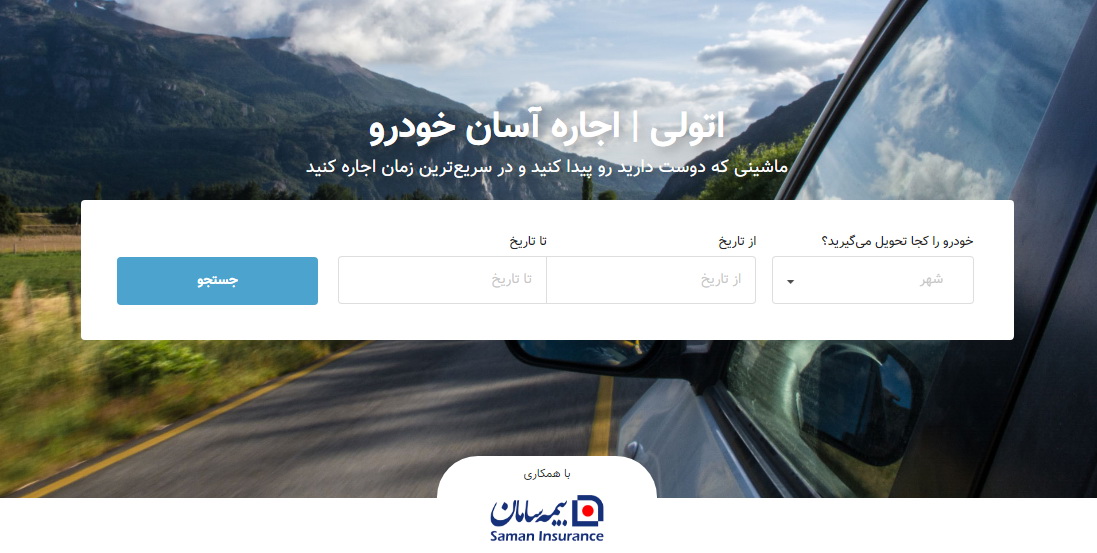 اتولی | اجاره آسان خودرو
ماشینی که دوست دارید رو پیدا کنید و در سریع‌ترین زمان اجاره کنید
خودرو را کجا تحویل می‌گیرید؟
شهر
از تاریخ
از تاریخ
تا تاریخ
تا تاریخ
جستجو
با همکاری
بیمه سامان
Saman Insurance